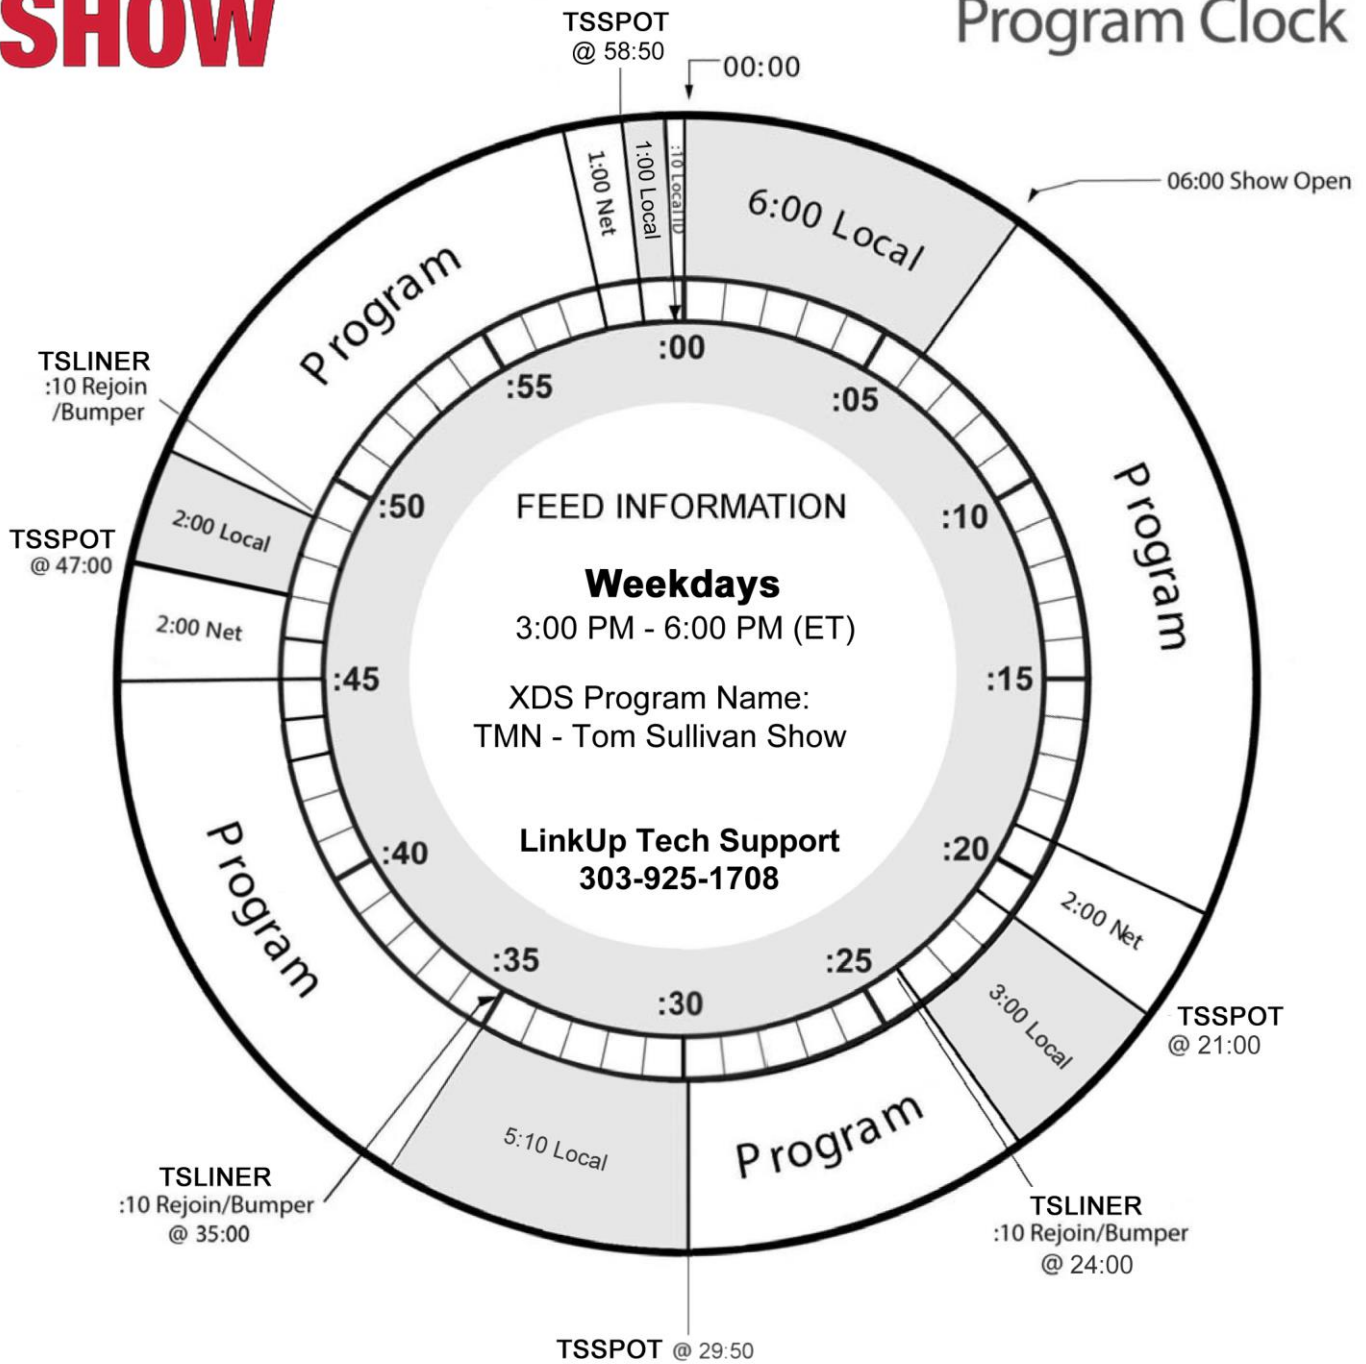 SHOW
Program Clock
TSSPOT
@ 58:50
00:00
06:00 Show Open
1:00 Net
1:00 Local
:10 Local ID
6:00 Local
Program
Program
TSLINER
:10 Rejoin
/Bumper
2:00 Local
TSSPOT
@ 47:00
2:00 Net
:00
:05
:10
:15
:20
:25
:30
:35
:40
:45
:50
:55
FEED INFORMATION
Weekdays
3:00 PM - 6:00 PM (ET)
XDS Program Name:
TMN - Tom Sullivan Show
LinkUp Tech Support
303-925-1708
2:00 Net
TSSPOT
@ 21:00
3:00 Local
Program
Program
5:10 Local
TSLINER
:10 Rejoin/Bumper
@ 35:00
TSLINER
:10 Rejoin/Bumper
@ 24:00
TSSPOT @ 29:50